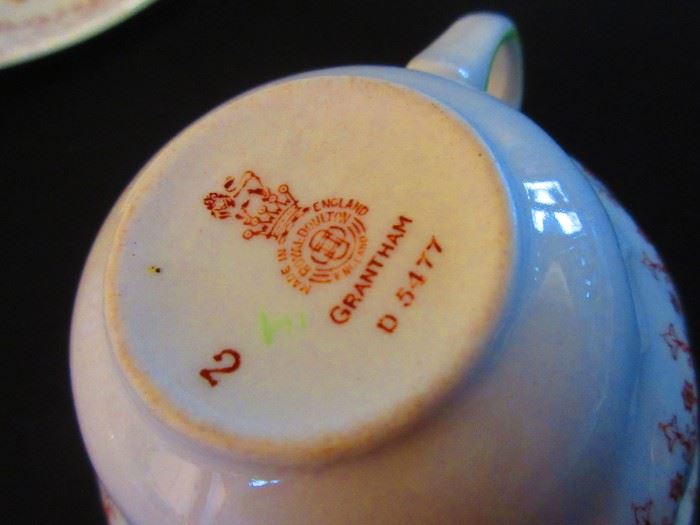 MADE IN ENGLAND
ROYAL DOULTON
ENGLAND
GRANTHAM
D 5477
2